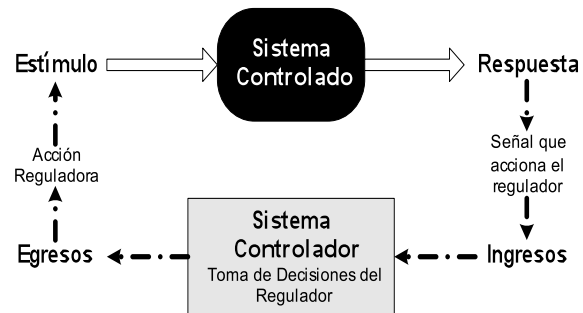 Estímulo
Sistema
Controlado
Respuesta
Acción
Reguladora
Señal que
acciona el
regulador
Egresos
Sistema
Controlador
Toma de Decisiones del
Regulador
Ingresos